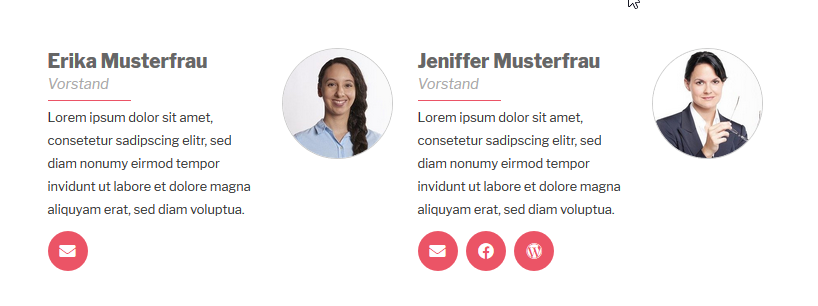 Erika Musterfrau
Vorstand
Lorem ipsum dolor sit amet,
consetetur sadipscing elitr, sed
diam nonumy eirmod tempor
invidunt ut labore et dolore magna
aliquyam erat, sed diam voluptua.
Jeniffer Musterfrau
Vorstand
Lorem ipsum dolor sit amet,
consetetur sadipscing elitr, sed
diam nonumy eirmod tempor
invidunt ut labore et dolore magna
aliquyam erat, sed diam voluptua.